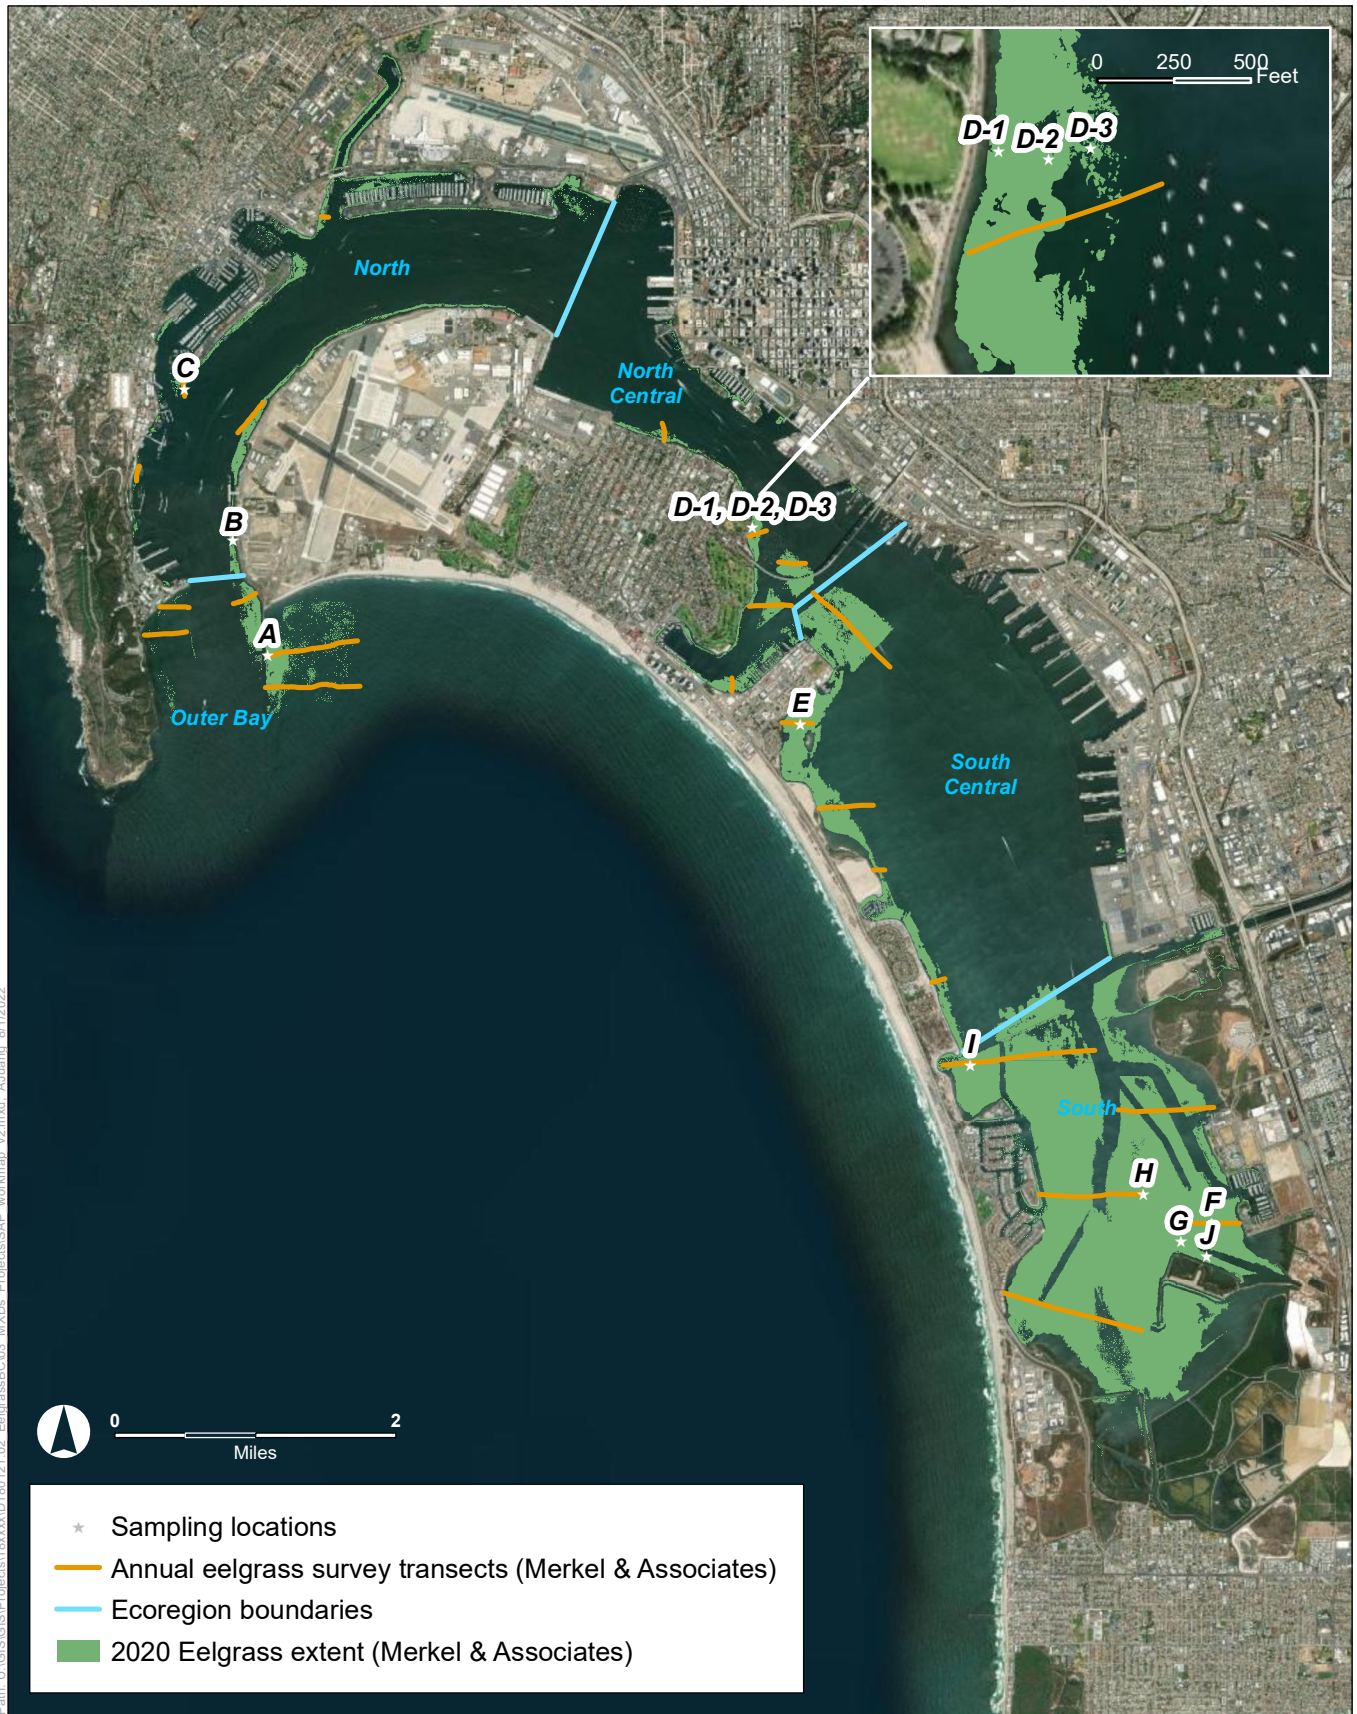 0 250 500
Feet
D-1 D-2 D-3
North
C
North
Central
D-1, D-2, D-3
B
A
Outer Bay
E
South
Central
I
South
H
F
G
J
0 2
Miles
Sampling locations
Annual eelgrass survey transects (Merkel & Associates)
Ecoregion boundaries
2020 Eelgrass extent (Merkel & Associates)